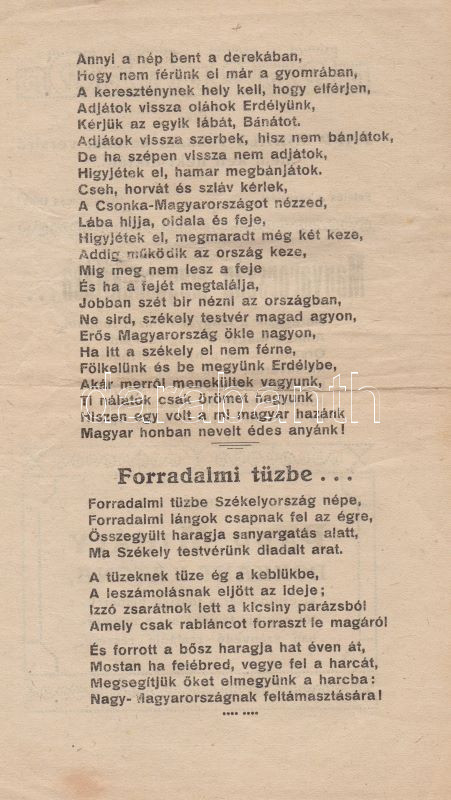 Annyi a nép bent a derekában,
Hogy nem férünk el már a gyomrában,
A kereszténynek hely kell, hogy elférjen,
Adjátok vissza oláhok Erdélyünk,
Kérjük az egyik lábát, Bánátot.
Adjátok vissza szerbek, hisz nem bánjátok,
De ha szépen vissza nem adjátok,
Higyjétek el, hamar megbánjátok.
Cseh, horvát és szláv kérlek,
A Csonka-Magyarországot nézzed,
Lába hijja, oldala és feje,
Higyjétek el, megmaradt még két keze,
Addig működik az ország keze,
Mig meg nem lesz a feje
És ha a fejét megtalálja,
Jobban szét bir nézni az országban,
Ne sird, székely testvér magad agyon,
Erős Magyarország ökle nagyon,
Ha itt a székely el nem férne,
Fölkelünk és be megyünk Erdélybe,
Akár merről menekültek vagyunk,
Ti nálatok csak örömet hagyunk
Hiszen egy volt a mi magyar hazánk
Magyar honban nevelt édes anyánk!
Forradalmi tüzbe...
Forradalmi tüzbe Székelyország népe,
Forradalmi lángok csapnak fel az égre,
Összegyült haragja sanyargatás alatt,
Ma Székely testvérünk diadalt arat.
A tüzeknek tüze ég a keblükbe,
A leszámolásnak eljött az ideje;
Izzó zsarátnok lett a kicsiny parázsból
Amely csak rabláncot forraszt le magáról
És forrott a bősz haragja hat éven át,
Mostan ha felébred, vegye fel a harcát,
Megsegitjük őket elmegyünk a harcba:
Nagy-Magyarországnak feltámasztására!